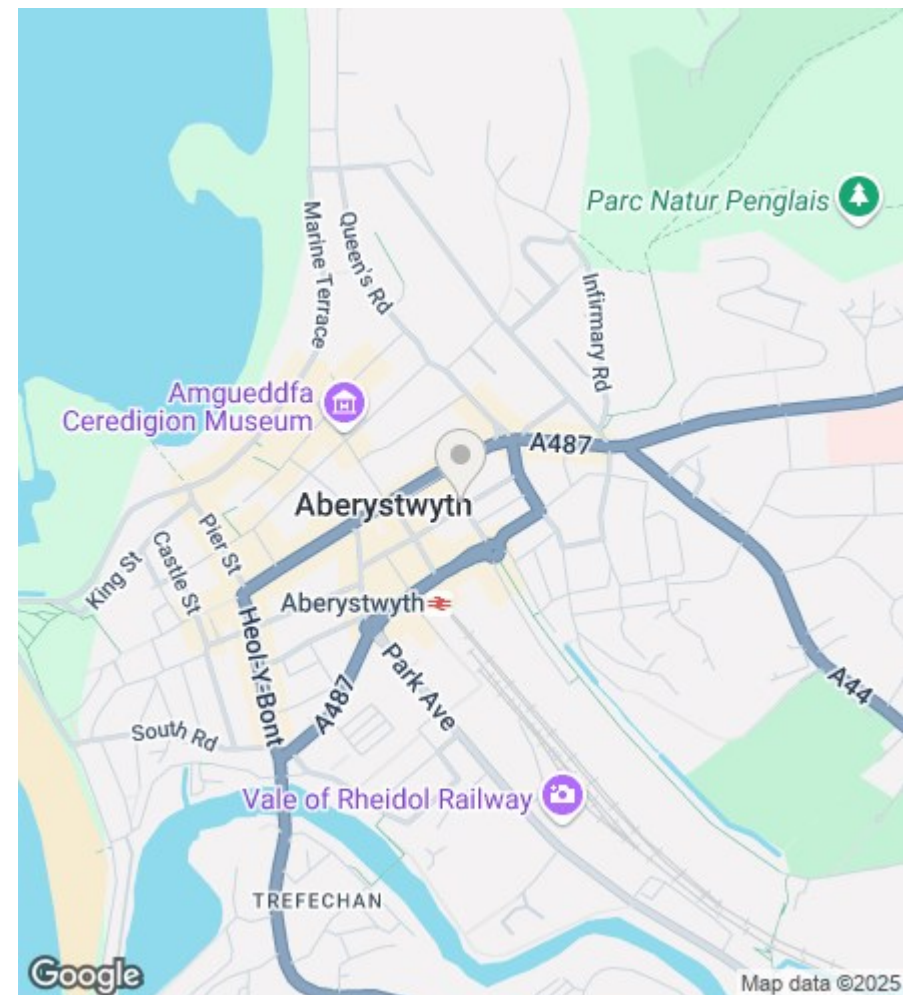 Parc Natur Penglais
Marine Terrace
Queen's Rd
Infirmary Rd
Amgueddfa
Ceredigion Museum
A487
Aberystwyth
Pier St
Castle St
King St
Aberystwyth
Heol-Y-Bont
A487
Park Ave
A44
South Rd
Vale of Rheidol Railway
TREFECHAN
Google
Map data ©2025